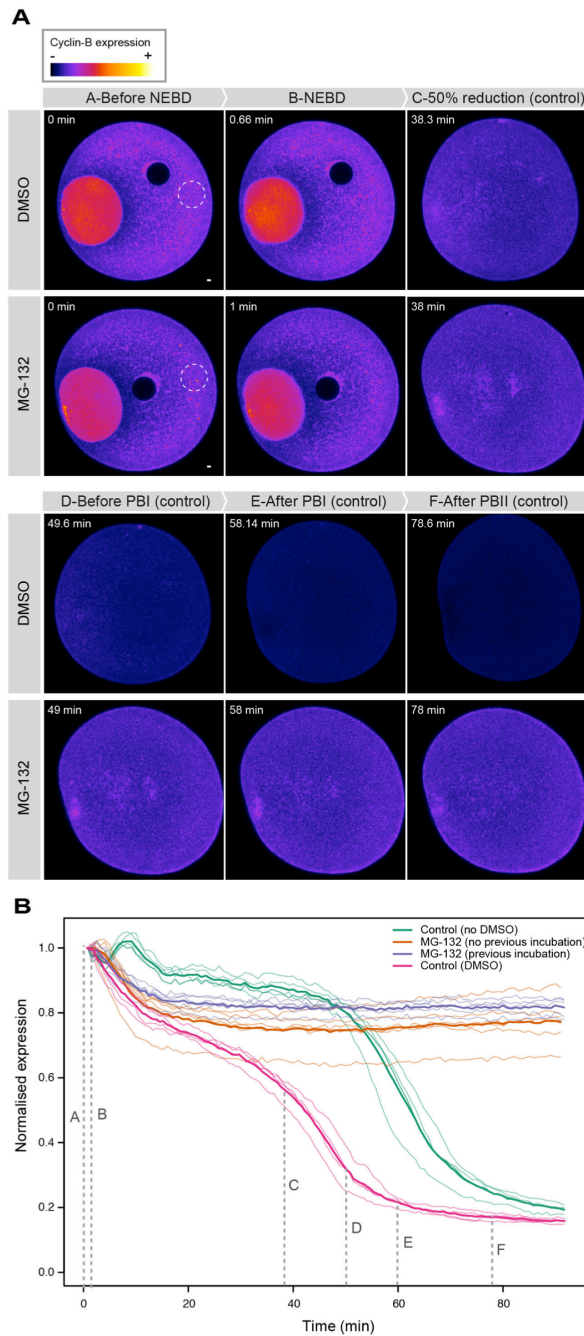 A
Cyclin-B expression
- +
A-Before NEBD B-NEBD C-50% reduction (control)
DMSO
0 min 0.66 min 38.3 min
MG-132
0 min 1 min 38 min
D-Before PBI (control) E-After PBI (control) F-After PBII (control)
DMSO
49.6 min 58.14 min 78.6 min
MG-132
49 min 58 min 78 min
B
Control (no DMSO)
MG-132 (no previous incubation)
MG-132 (previous incubation)
Control (DMSO)
Normalised expression
1.0
0.8
0.6
0.4
0.2
0.0
A B C D E F
0 20 40 60 80
Time (min)